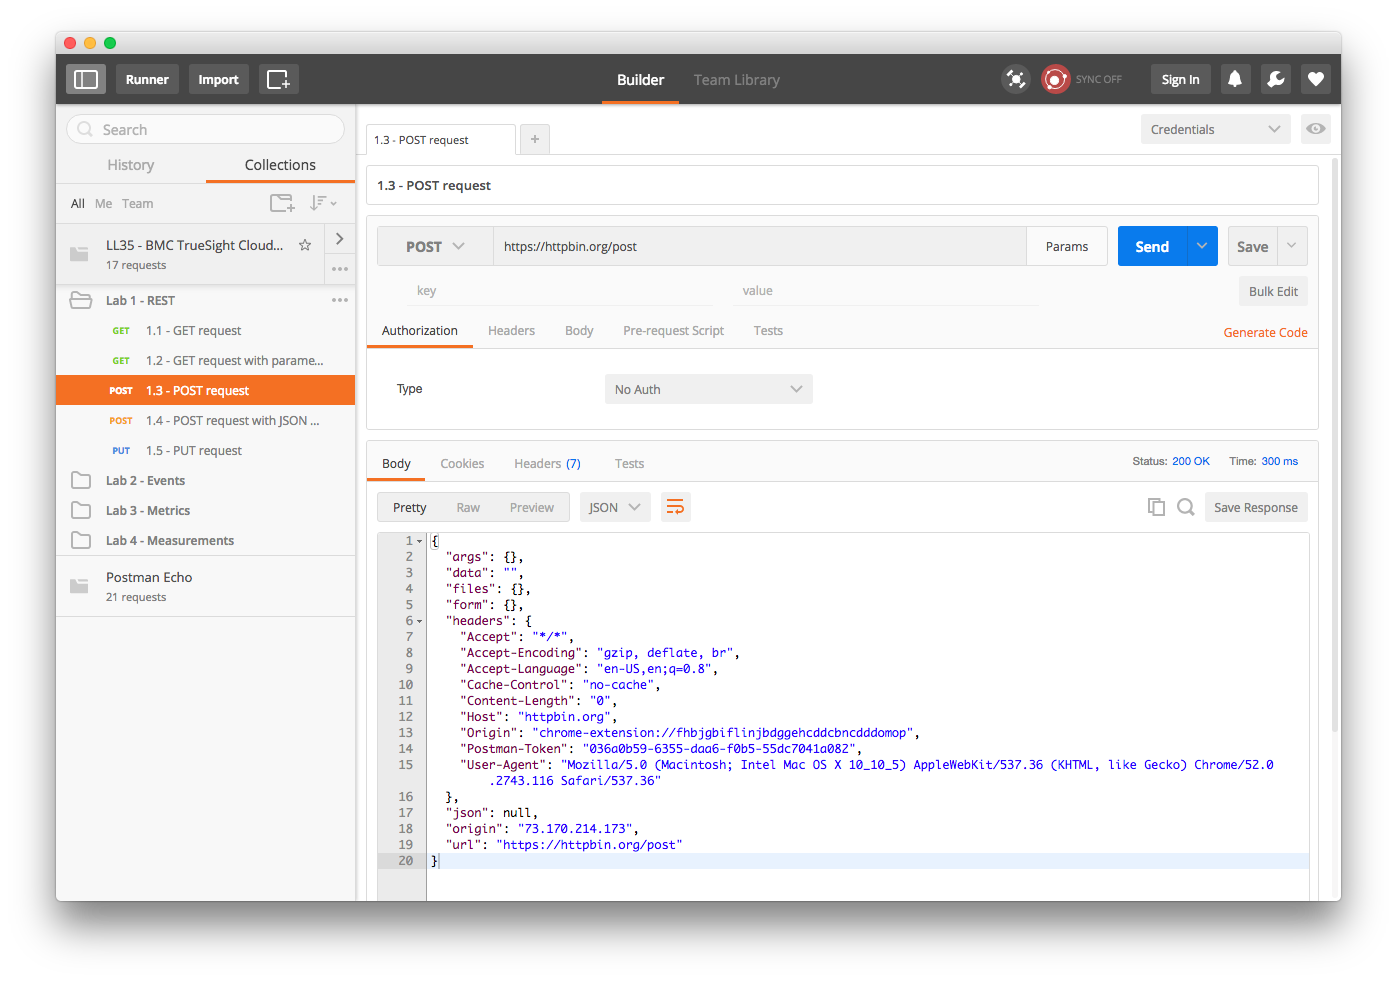 Runner
Import
Builder
Team Library
SYNC OFF
Sign In
Search
History
Collections
All Me Team
LL35 - BMC TrueSight Cloud...
17 requests
Lab 1 - REST
GET 1.1 - GET request
GET 1.2 - GET request with parame...
POST 1.3 - POST request
POST 1.4 - POST request with JSON ...
PUT 1.5 - PUT request
Lab 2 - Events
Lab 3 - Metrics
Lab 4 - Measurements
Postman Echo
21 requests
1.3 - POST request
+
Credentials
1.3 - POST request
POST
https://httpbin.org/post
Params
Send
Save
key
value
Bulk Edit
Authorization
Headers
Body
Pre-request Script
Tests
Generate Code
Type
No Auth
Body
Cookies
Headers (7)
Tests
Status: 200 OK
Time: 300 ms
Pretty
Raw
Preview
JSON
Save Response
1 {
2 "args": {},
3 "data": "",
4 "files": {},
5 "form": {},
6 "headers": {
7 "Accept": "*/*",
8 "Accept-Encoding": "gzip, deflate, br",
9 "Accept-Language": "en-US,en;q=0.8",
10 "Cache-Control": "no-cache",
11 "Content-Length": "0",
12 "Host": "httpbin.org",
13 "Origin": "chrome-extension://fhbjgbiflinjbdggehcddcbncdddomop",
14 "Postman-Token": "036a0b59-6355-daa6-f0b5-55dc7041a082",
15 "User-Agent": "Mozilla/5.0 (Macintosh; Intel Mac OS X 10_10_5) AppleWebKit/537.36 (KHTML, like Gecko) Chrome/52.0
.2743.116 Safari/537.36"
16 },
17 "json": null,
18 "origin": "73.170.214.173",
19 "url": "https://httpbin.org/post"
20 }